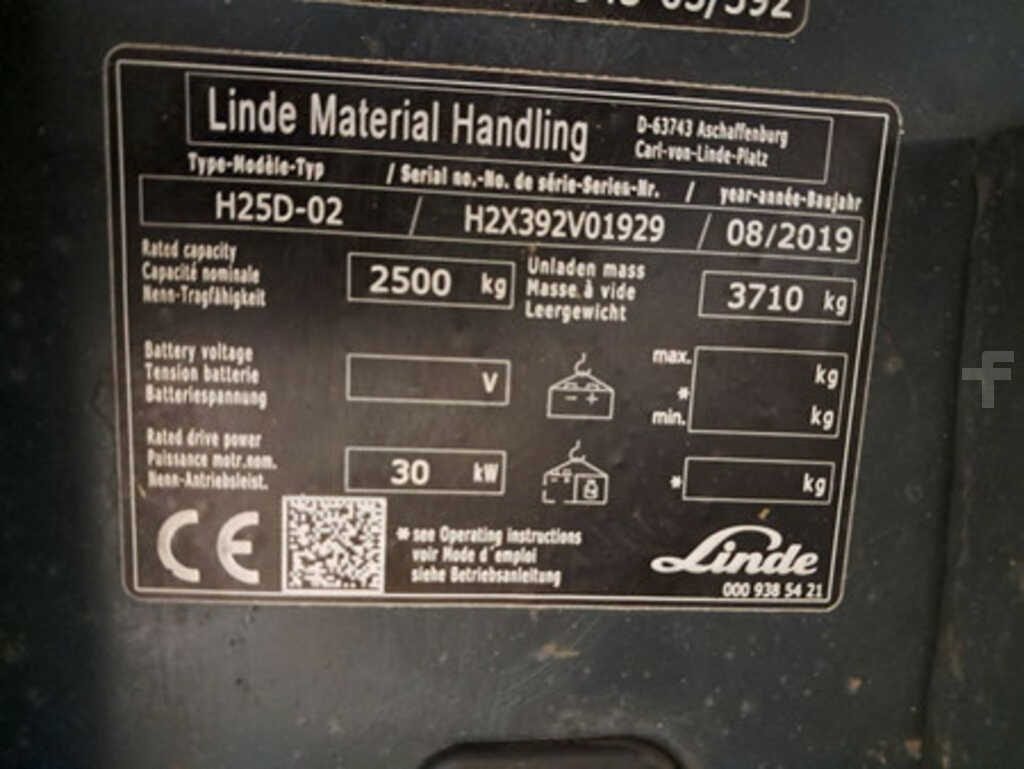 Linde Material Handling
D-63743 Aschaffenburg
Carl-von-Linde-Platz
Type-Modèle-Typ / Serial no.-No. de série-Serien-Nr. / year-année-Baujahr
H25D-02 / H2X392V01929 / 08/2019
Rated capacity
Capacité nominale
Nenn-Tragfähigkeit
2500 kg
Unladen mass
Masse à vide
Leergewicht
3710 kg
Battery voltage
Tension batterie
Batteriespannung
V
max. kg
*
min. kg
Rated drive power
Puissance motr.nom.
Nenn-Antriebsleist.
30 kW
* kg
CE
* see Operating instructions
voir Mode d'emploi
siehe Betriebsanleitung
Linde
000 938 54 21